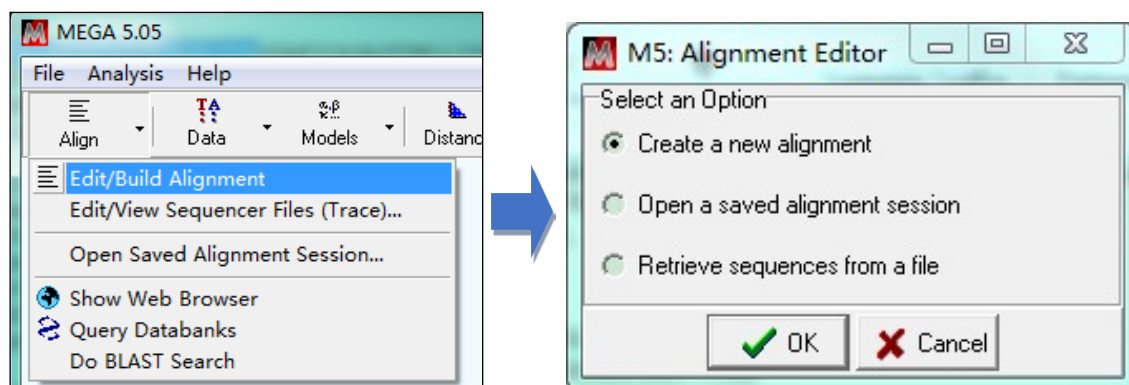 MEGA 5.05
File Analysis Help
Align Data Models Distanc
Edit/Build Alignment
Edit/View Sequencer Files (Trace)...
Open Saved Alignment Session...
Show Web Browser
Query Databanks
Do BLAST Search
M5: Alignment Editor
Select an Option
Create a new alignment
Open a saved alignment session
Retrieve sequences from a file
OK Cancel